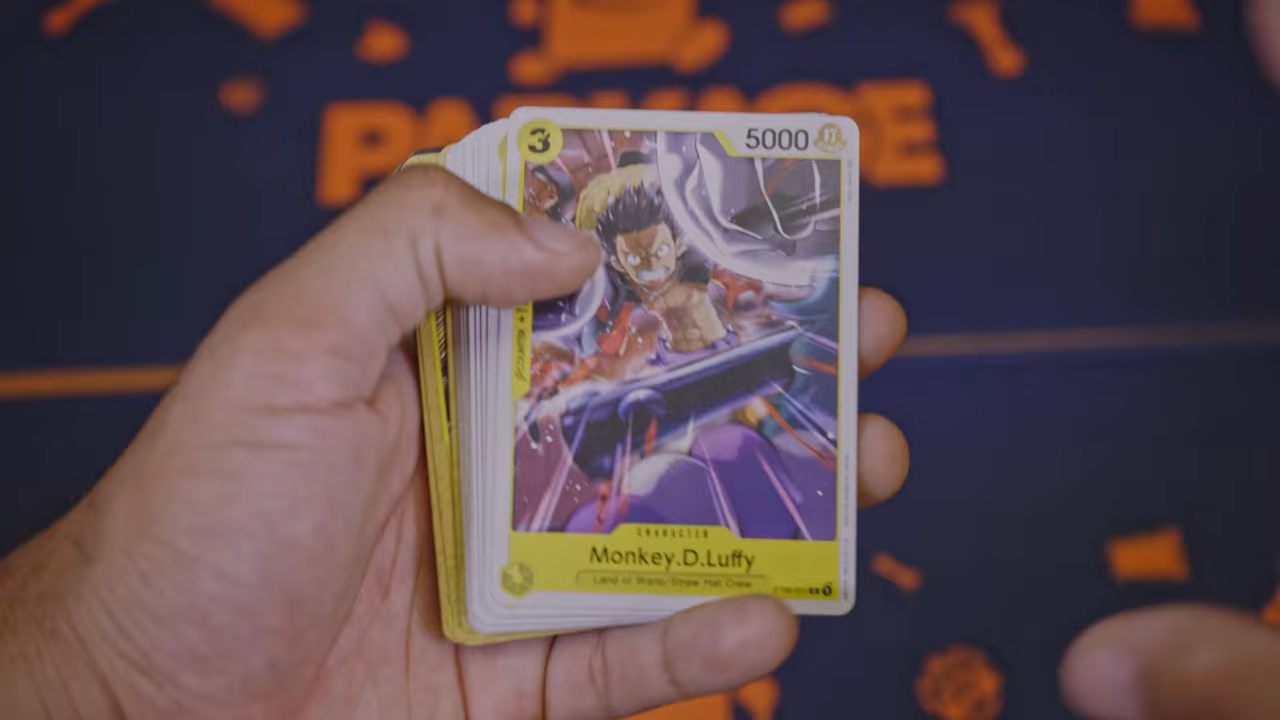 3
5000
CHARACTER
Monkey.D.Luffy
Land of Wano/Straw Hat Crew